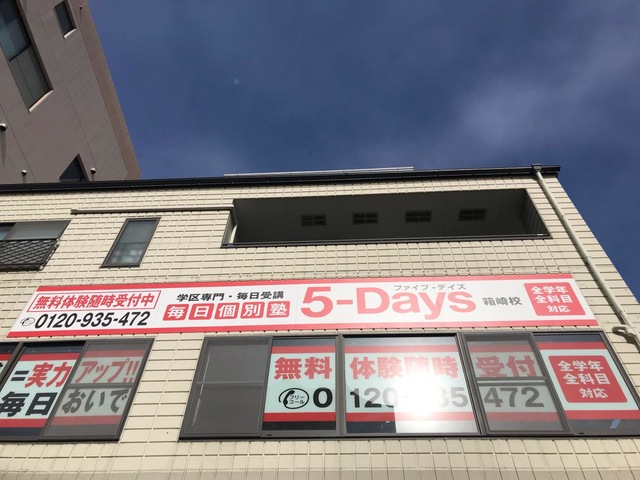 無料体験随時受付中
0120-935-472
学区専門・毎日受講
毎日個別塾
ファイブ-デイズ
5-Days
箱崎校
全学年
全科目
対応
=実力アップ!!
毎日おいで
無料体験随時受付
フリーコール
0120-935-472
全学年
全科目
対応